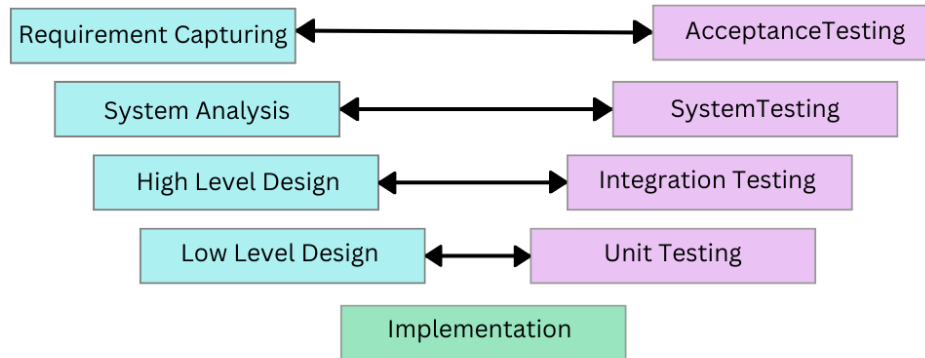 Requirement Capturing
AcceptanceTesting
System Analysis
SystemTesting
High Level Design
Integration Testing
Low Level Design
Unit Testing
Implementation